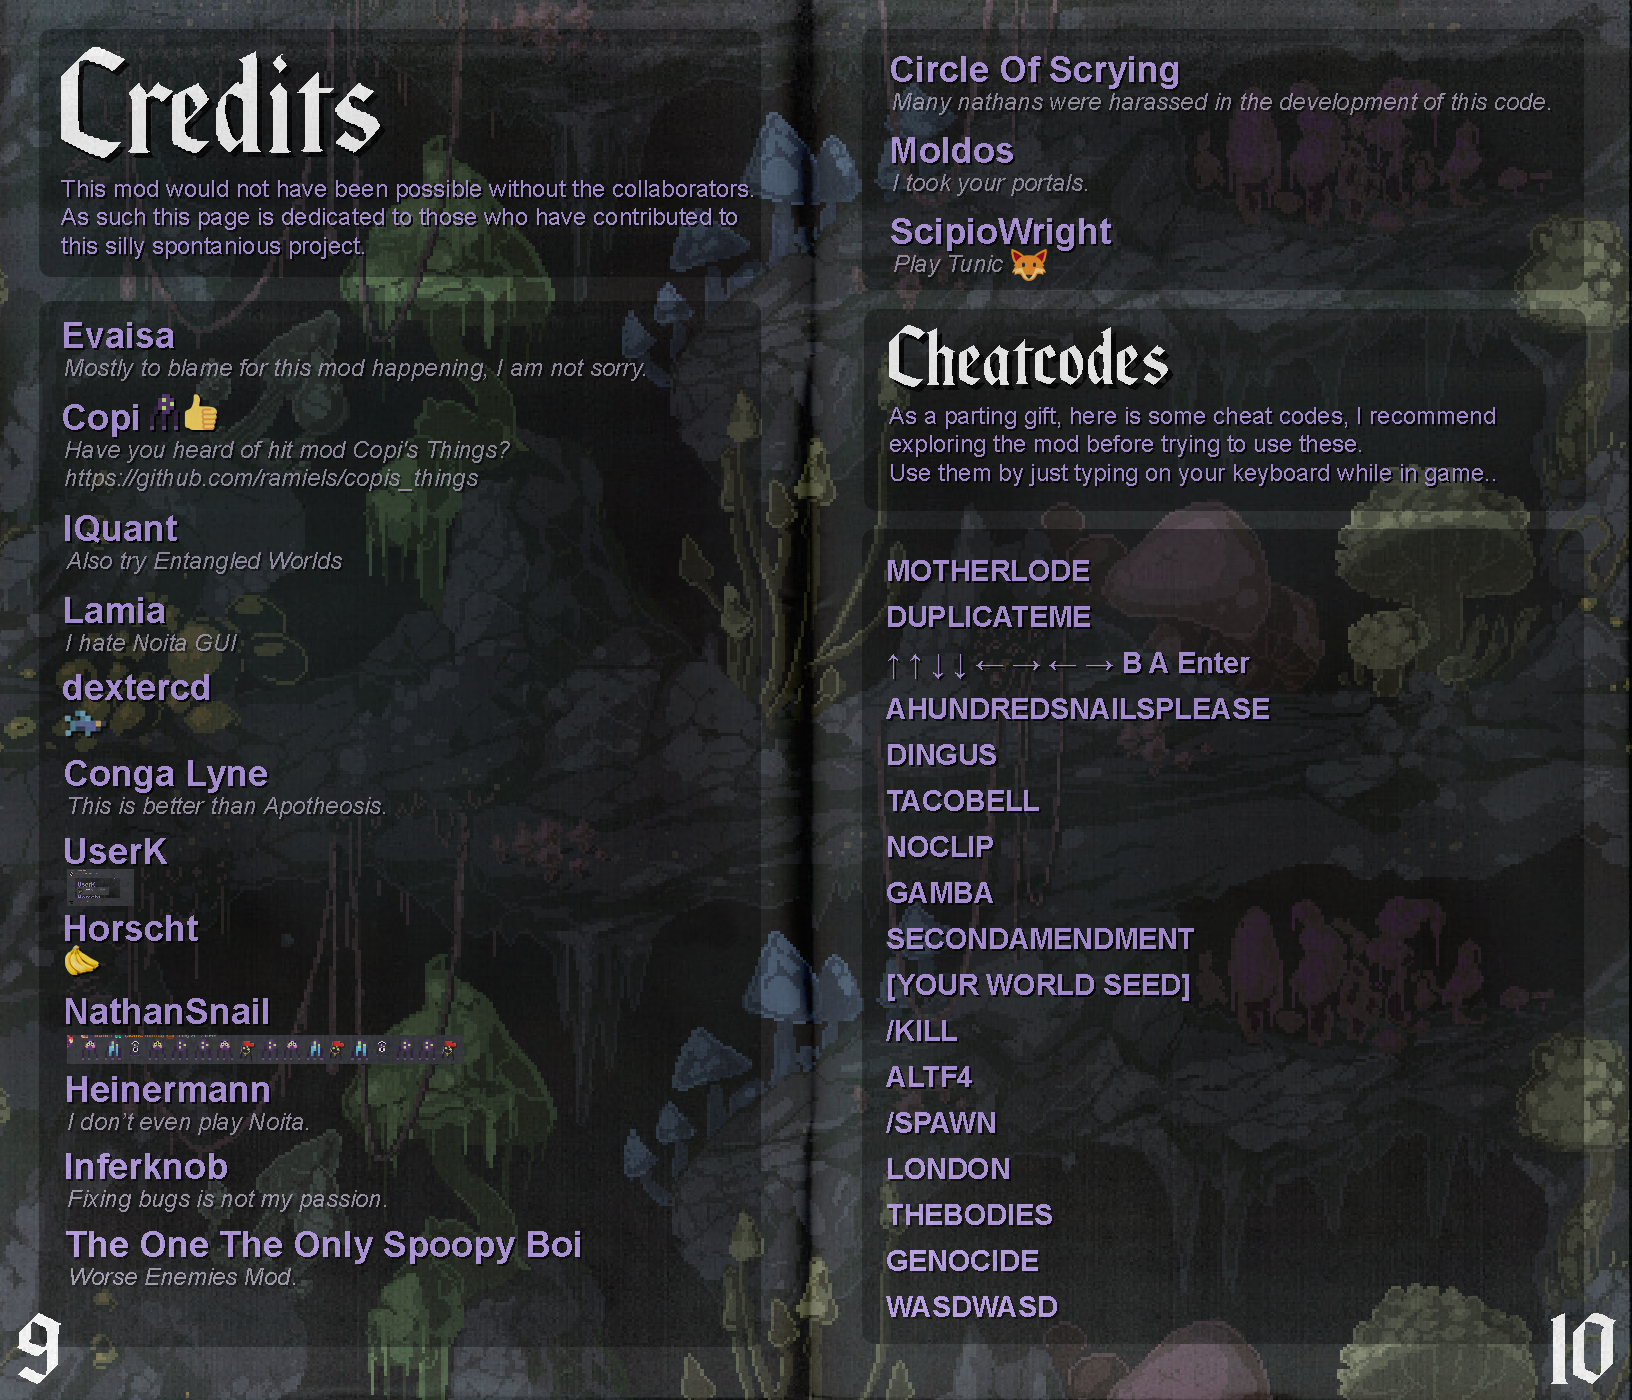 Credits
This mod would not have been possible without the collaborators.
As such this page is dedicated to those who have contributed to
this silly spontanious project.
Evaisa
Mostly to blame for this mod happening, I am not sorry.
Copi
Have you heard of hit mod Copi's Things?
https://github.com/ramiels/copis_things
IQuant
Also try Entangled Worlds
Lamia
I hate Noita GUI
dextercd
Conga Lyne
This is better than Apotheosis.
UserK
Horscht
NathanSnail
Heinermann
I don't even play Noita.
Inferknob
Fixing bugs is not my passion.
The One The Only Spoopy Boi
Worse Enemies Mod.
9
Circle Of Scrying
Many nathans were harassed in the development of this code.
Moldos
I took your portals.
ScipioWright
Play Tunic
Cheatcodes
As a parting gift, here is some cheat codes, I recommend
exploring the mod before trying to use these.
Use them by just typing on your keyboard while in game..
MOTHERLODE
DUPLICATEME
↑ ↑ ↓ ↓ ← → ← → B A Enter
AHUNDREDSNAILSPLEASE
DINGUS
TACOBELL
NOCLIP
GAMBA
SECONDAMENDMENT
[YOUR WORLD SEED]
/KILL
ALTF4
/SPAWN
LONDON
THEBODIES
GENOCIDE
WASDWASD
10